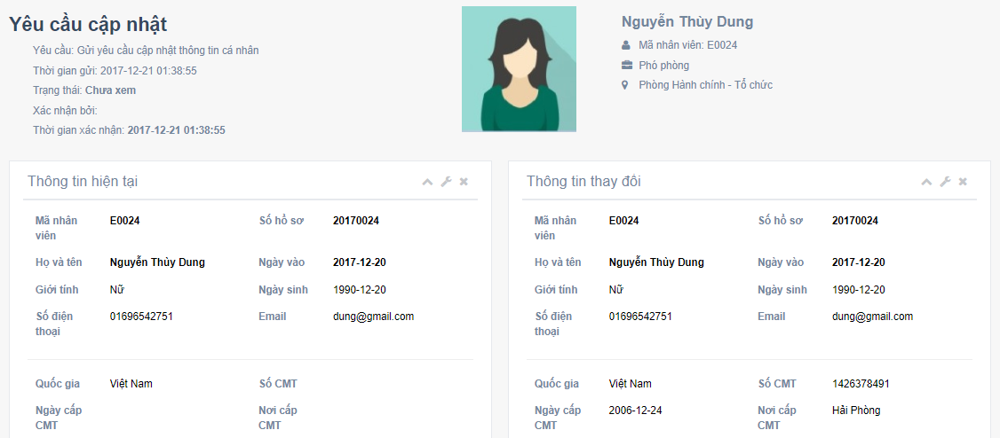 Yêu cầu cập nhật
Yêu cầu: Gửi yêu cầu cập nhật thông tin cá nhân
Thời gian gửi: 2017-12-21 01:38:55
Trạng thái: Chưa xem
Xác nhận bởi:
Thời gian xác nhận: 2017-12-21 01:38:55
Nguyễn Thùy Dung
Mã nhân viên: E0024
Phó phòng
Phòng Hành chính - Tổ chức
Thông tin hiện tại
Mã nhân viên E0024 Số hồ sơ 20170024
Họ và tên Nguyễn Thùy Dung Ngày vào 2017-12-20
Giới tính Nữ Ngày sinh 1990-12-20
Số điện thoại 01696542751 Email dung@gmail.com
Quốc gia Việt Nam Số CMT
Ngày cấp CMT Nơi cấp CMT
Thông tin thay đổi
Mã nhân viên E0024 Số hồ sơ 20170024
Họ và tên Nguyễn Thùy Dung Ngày vào 2017-12-20
Giới tính Nữ Ngày sinh 1990-12-20
Số điện thoại 01696542751 Email dung@gmail.com
Quốc gia Việt Nam Số CMT 1426378491
Ngày cấp CMT 2006-12-24 Nơi cấp CMT Hải Phòng